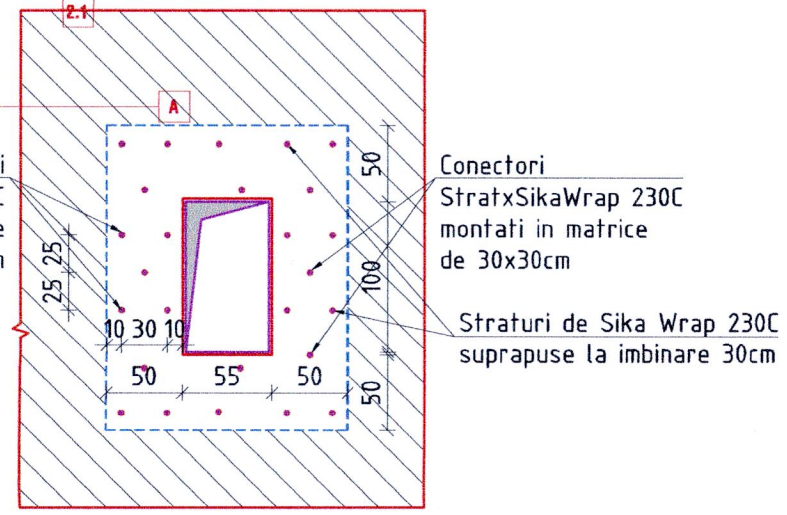 2.1
A
Conectori
StratxSikaWrap 230C
montati in matrice
de 30x30cm
Straturi de Sika Wrap 230C
suprapuse la imbinare 30cm
50
100
50
25
25
10 30 10
50 55 50